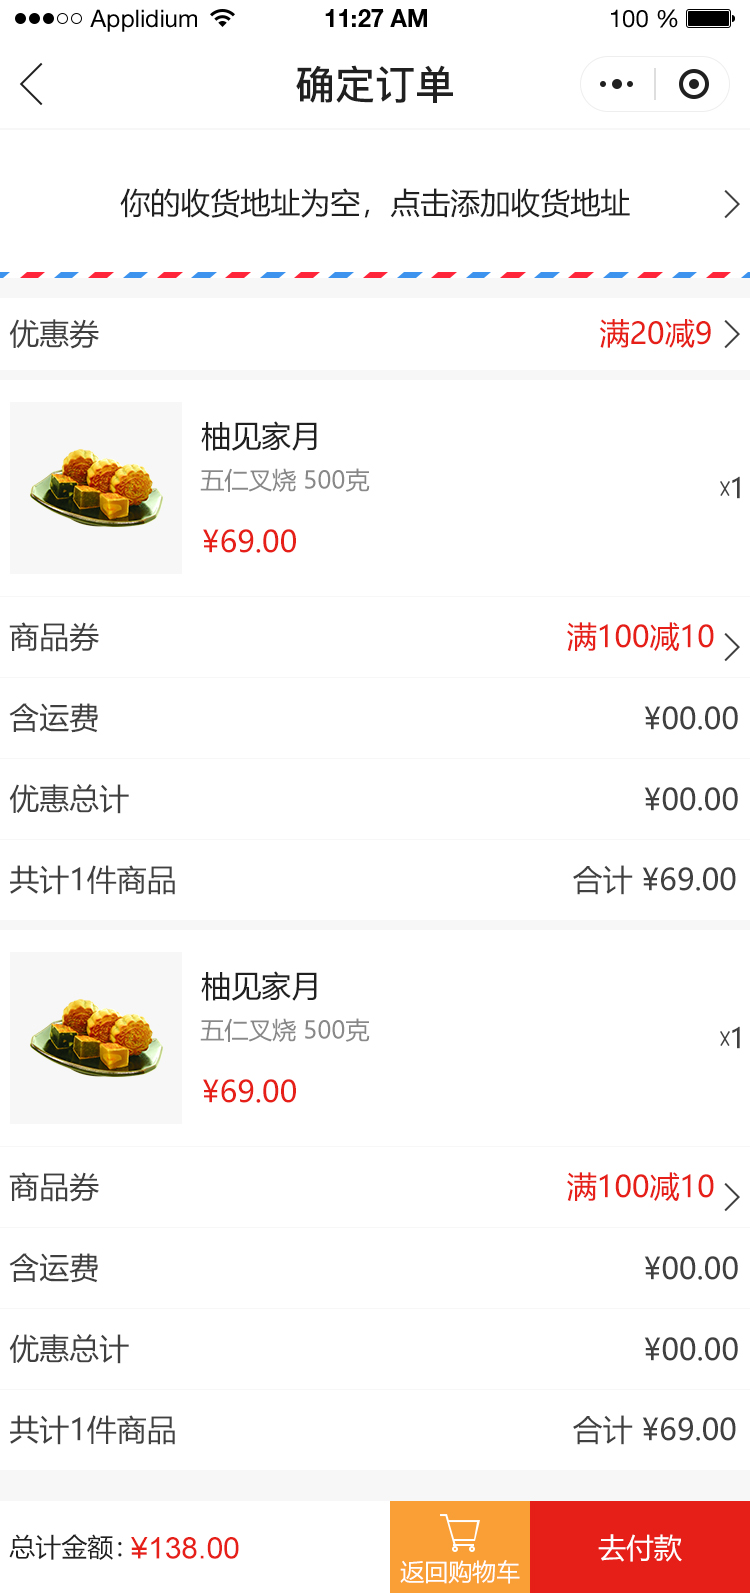 Applidium 11:27 AM 100 %
确定订单
你的收货地址为空，点击添加收货地址
优惠券 满20减9
柚见家月
五仁叉烧 500克
x1
¥69.00
商品券 满100减10
含运费 ¥00.00
优惠总计 ¥00.00
共计1件商品 合计 ¥69.00
柚见家月
五仁叉烧 500克
x1
¥69.00
商品券 满100减10
含运费 ¥00.00
优惠总计 ¥00.00
共计1件商品 合计 ¥69.00
总计金额：¥138.00 返回购物车 去付款